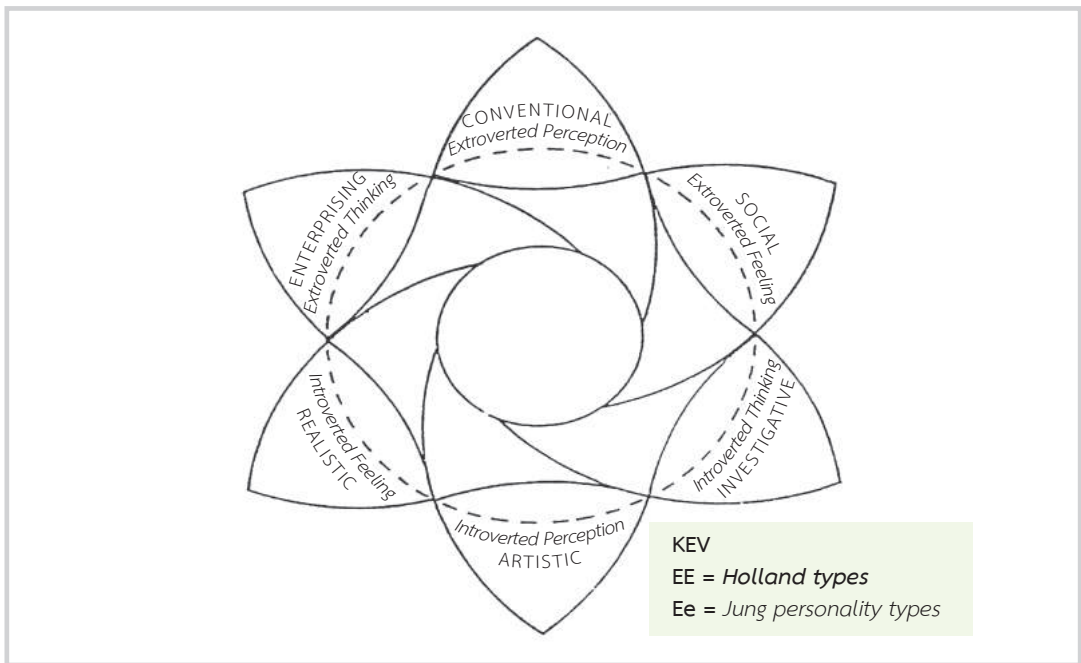 CONVENTIONAL
Extroverted Perception
ENTERPRISING
Extroverted Thinking
SOCIAL
Extroverted Feeling
Introverted Feeling
REALISTIC
Introverted Thinking
INVESTIGATIVE
Introverted Perception
ARTISTIC
KEV
EE = Holland types
Ee = Jung personality types